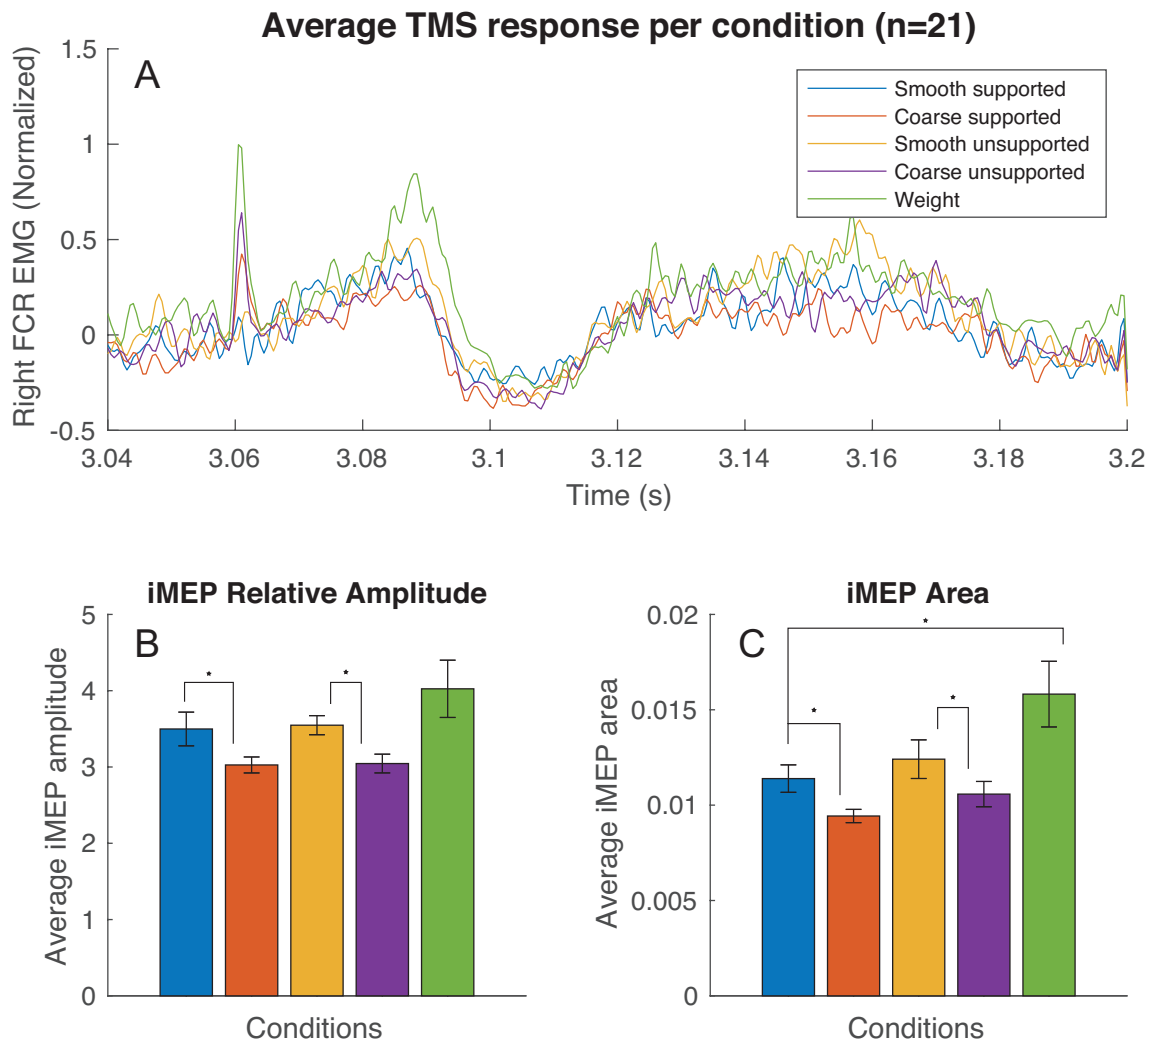 Average TMS response per condition (n=21)
A
Right FCR EMG (Normalized)
1.5
1
0.5
0
-0.5
Smooth supported
Coarse supported
Smooth unsupported
Coarse unsupported
Weight
3.04 3.06 3.08 3.1 3.12 3.14 3.16 3.18 3.2
Time (s)
iMEP Relative Amplitude
B
Average iMEP amplitude
5
4
3
2
1
0
*
*
Conditions
iMEP Area
C
Average iMEP area
0.02
0.015
0.01
0.005
0
*
*
*
Conditions